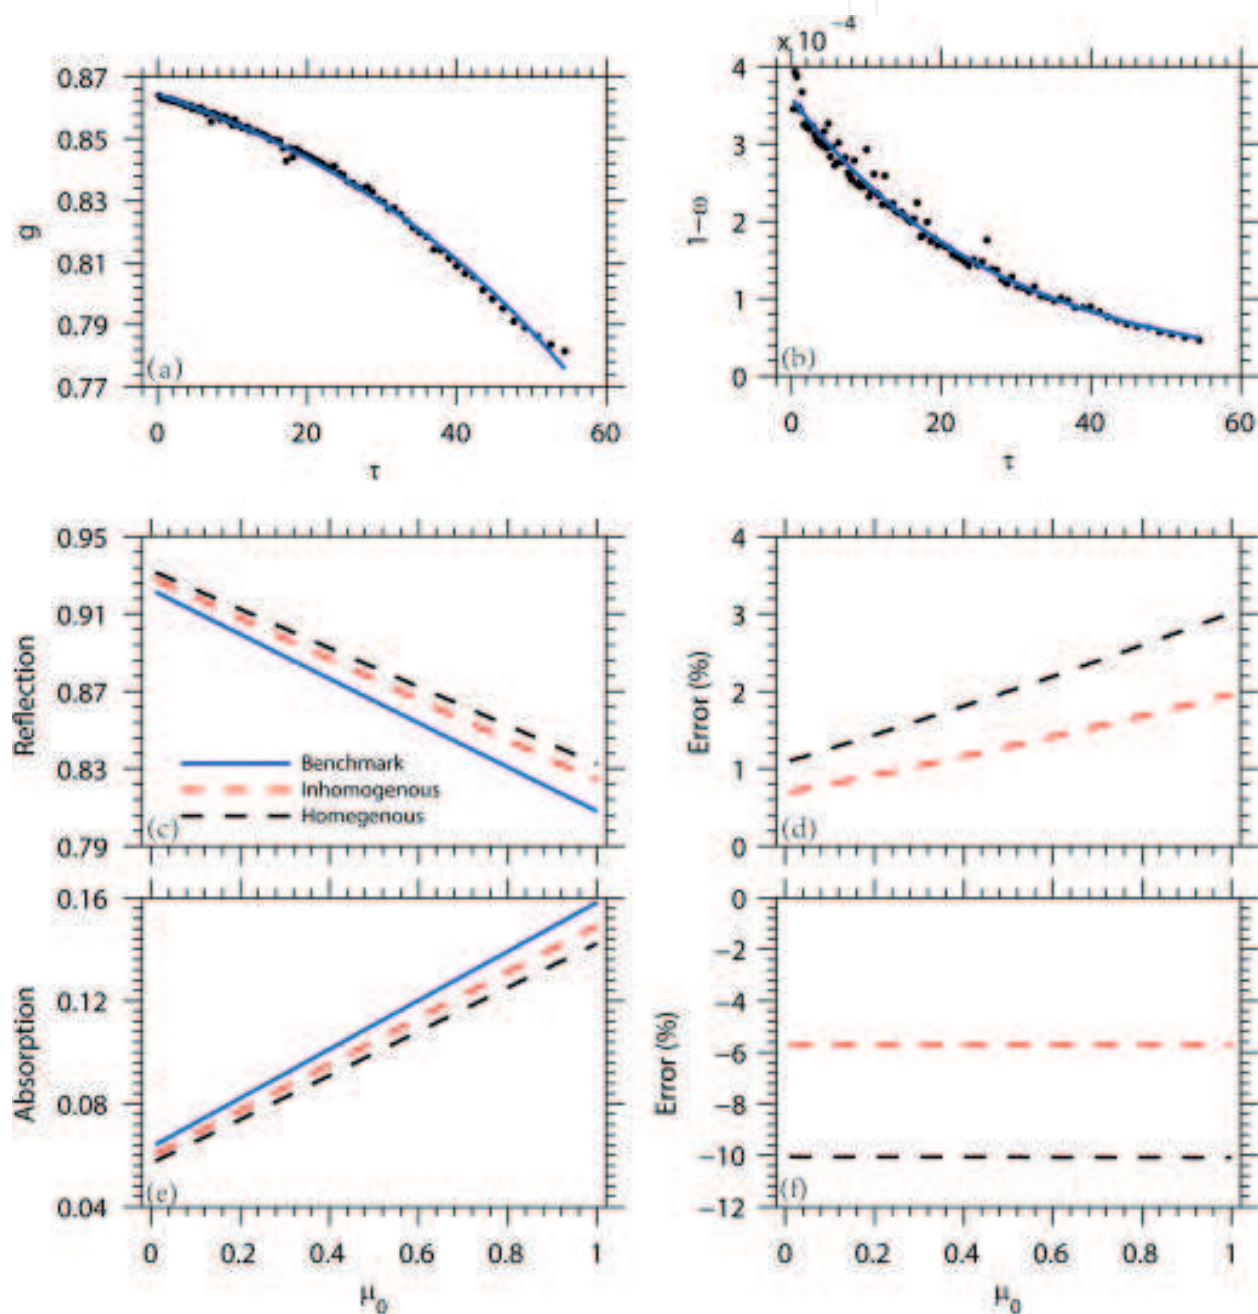 x 10 −4
0.87
0.85
0.83
0.81
0.79
0.77
g
(a)
0
20
40
60
τ
4
3
2
1
0
1−ω
(b)
0
20
40
60
τ
0.95
0.91
0.87
0.83
0.79
Reflection
Benchmark
Inhomogenous
Homegenous
(c)
4
3
2
1
0
Error (%)
(d)
0.16
0.12
0.08
0.04
Absorption
(e)
0
0.2
0.4
0.6
0.8
1
μ0
0
−2
−4
−6
−8
−10
−12
Error (%)
(f)
0
0.2
0.4
0.6
0.8
1
μ0